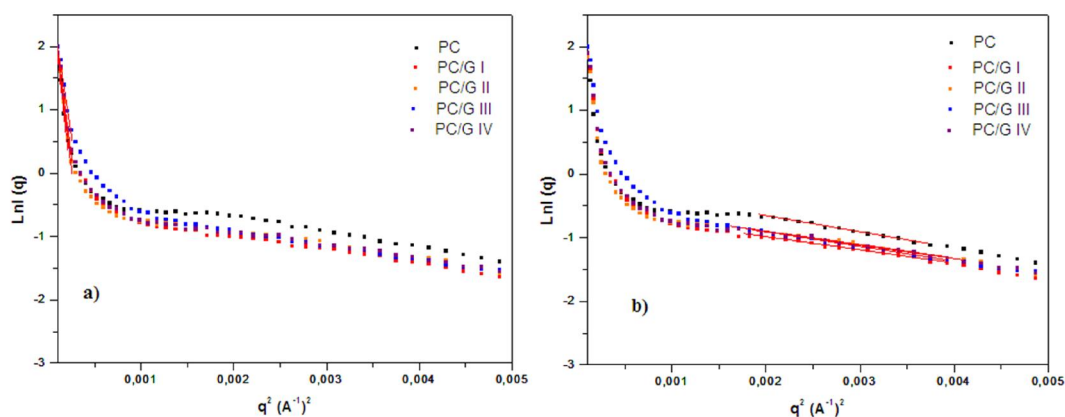 2
1
0
-1
-2
-3
LnI (q)
PC
PC/G I
PC/G II
PC/G III
PC/G IV
a)
0,001
0,002
0,003
0,004
0,005
q² (A⁻¹)²
2
1
0
-1
-2
-3
LnI (q)
PC
PC/G I
PC/G II
PC/G III
PC/G IV
b)
0,001
0,002
0,003
0,004
0,005
q² (A⁻¹)²